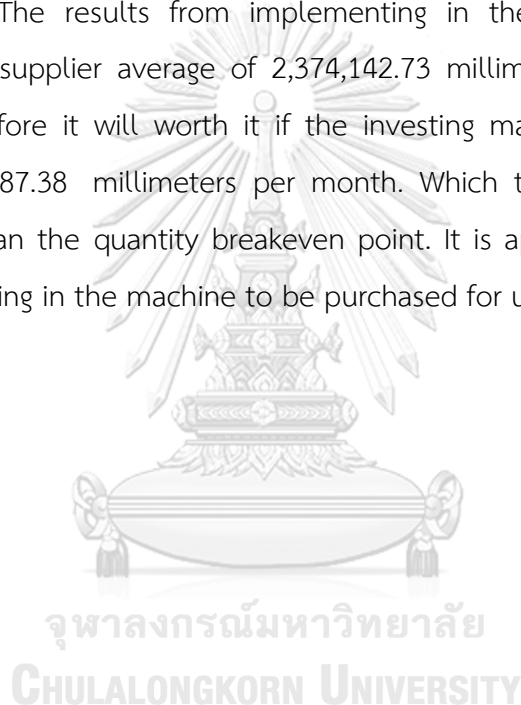 The results from implementing in the
supplier average of 2,374,142.73
fore it will worth it if the investing
87.38 millimeters per month. Which
an the quantity breakeven point. It is
ing in the machine to be purchased for
จุฬาลงกรณ์มหาวิทยาลัย
CHULALONGKORN UNIVERSITY